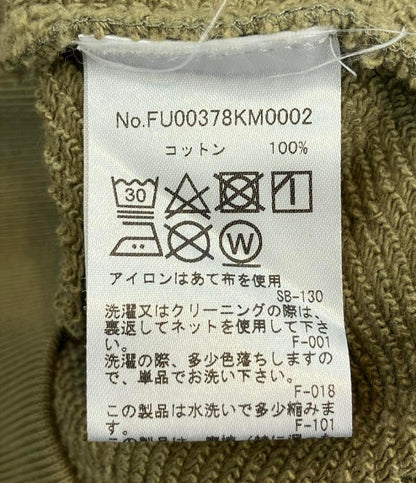 No.FU00378KM0002
コットン 100%
30
W
アイロンはあて布を使用
SB-130
洗濯又はクリーニングの際は、
裏返してネットを使用して下さ
い。 F-001
洗濯の際、多少色落ちしますの
で、単品でお洗い下さい。
F-018
この製品は水洗いで多少縮みま
す。 F-101